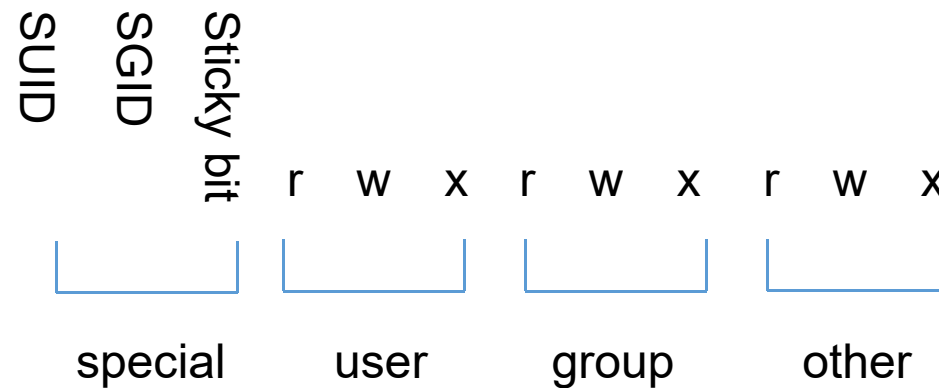 SUID SGID Sticky bit
r w x r w x r w x
special user group other